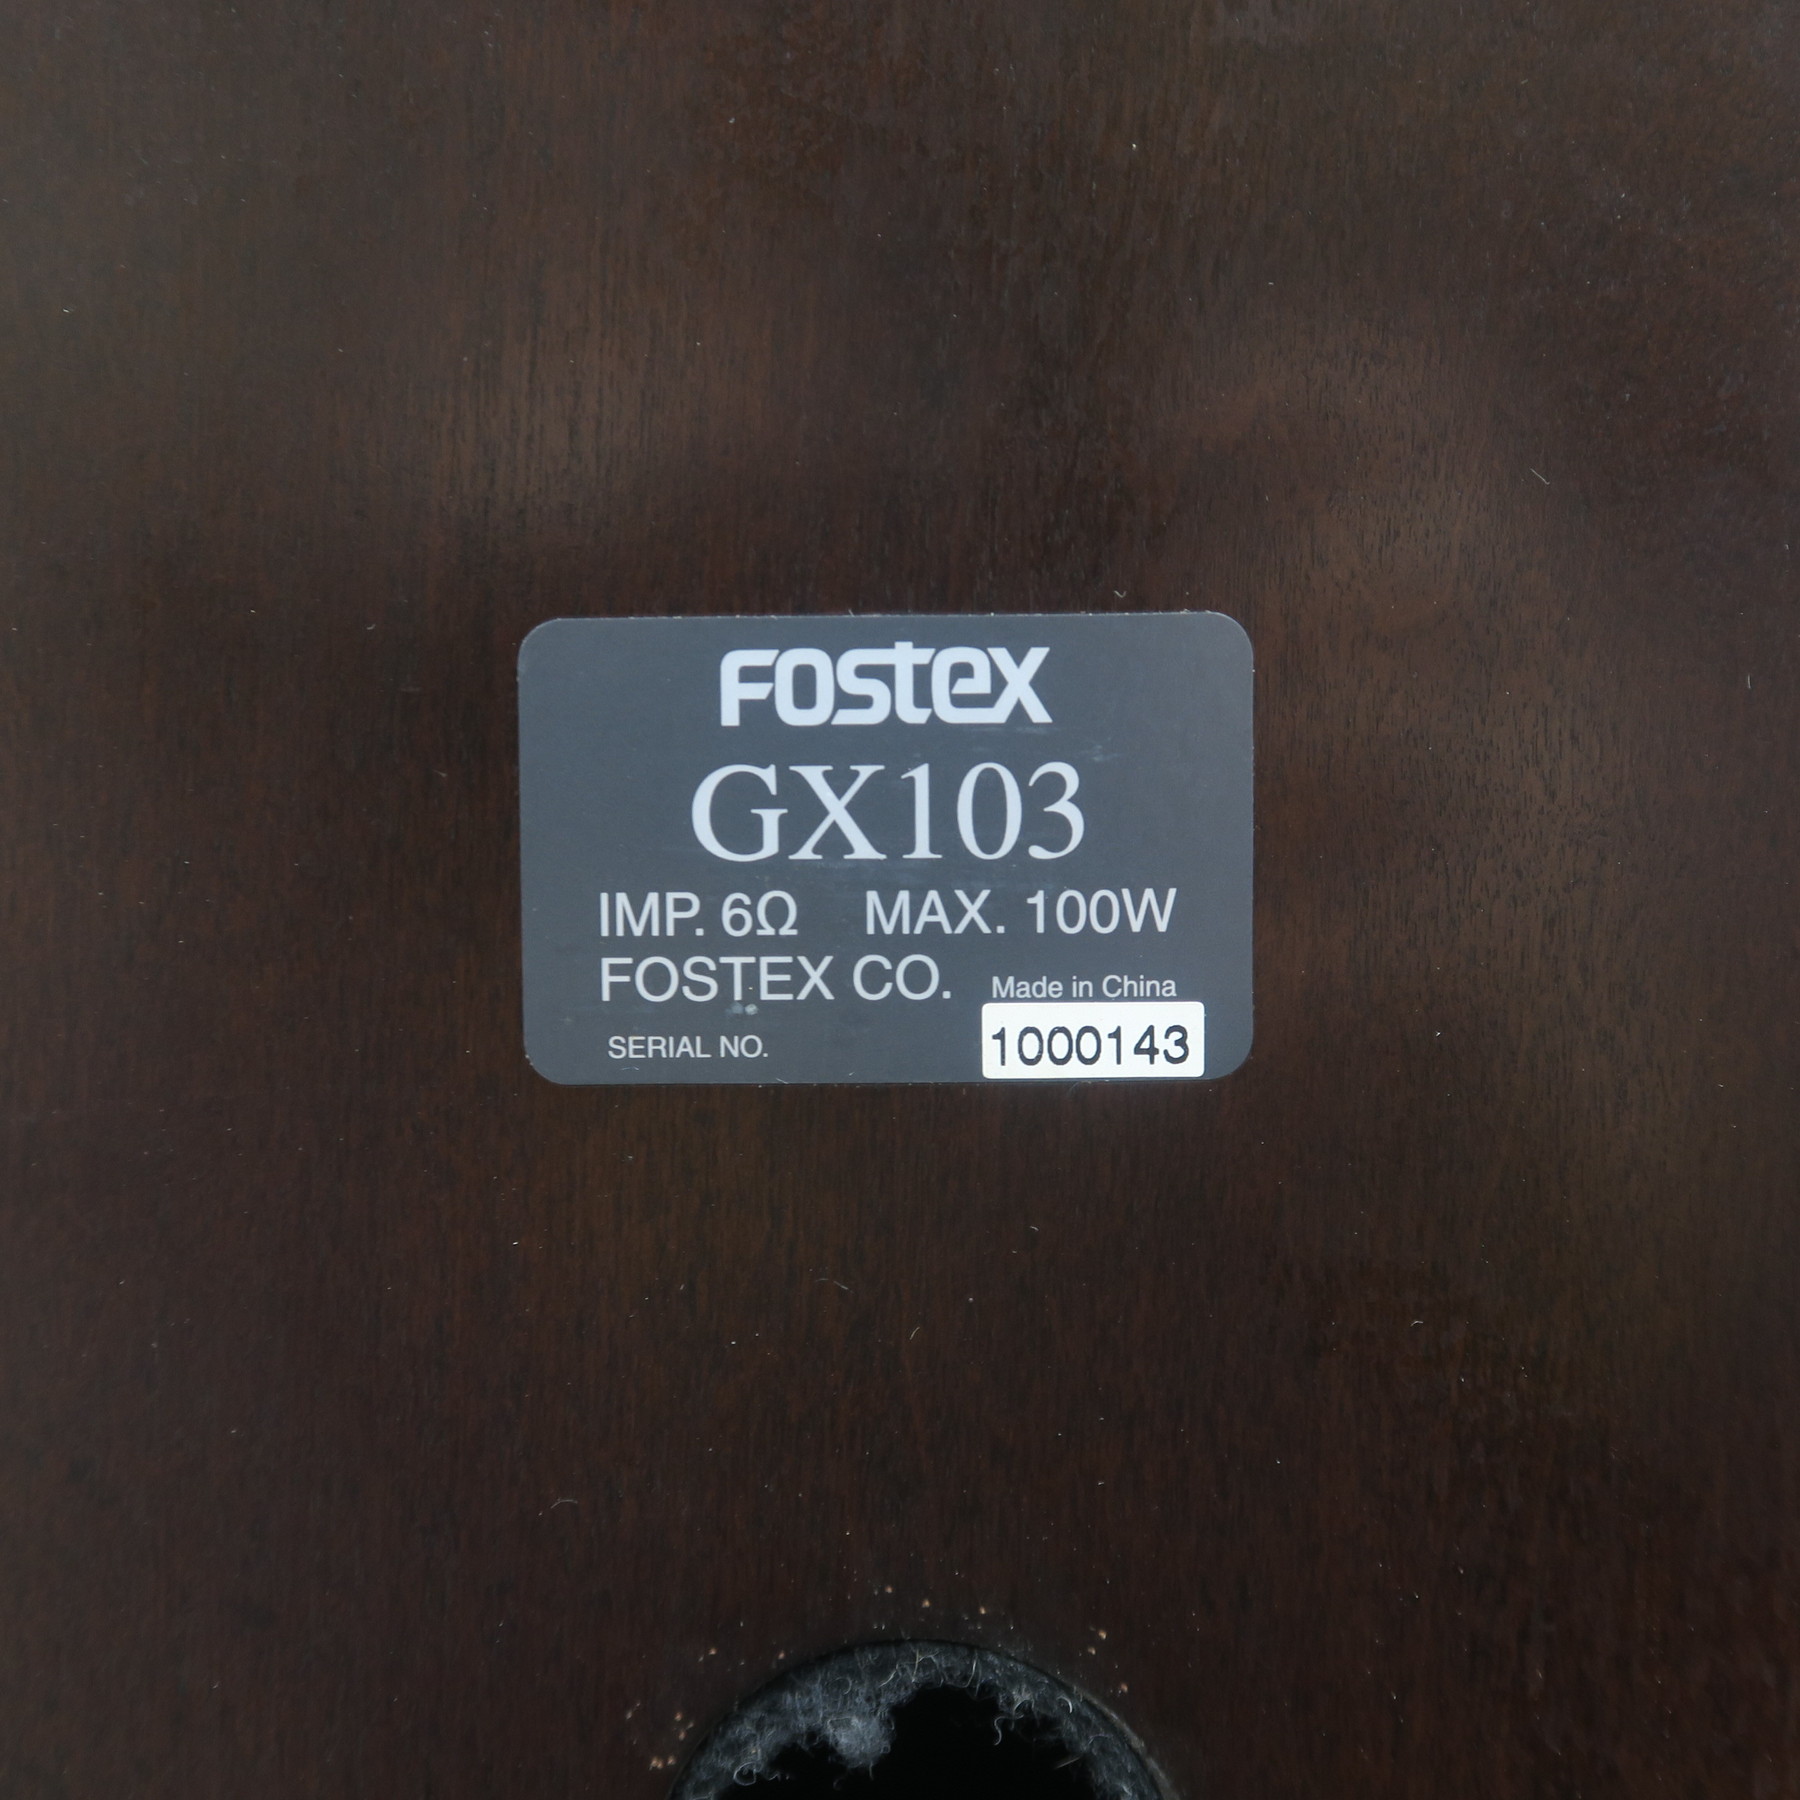 FOSTEX
GX103
IMP. 6Ω MAX. 100W
FOSTEX CO. Made in China
SERIAL NO. 1000143